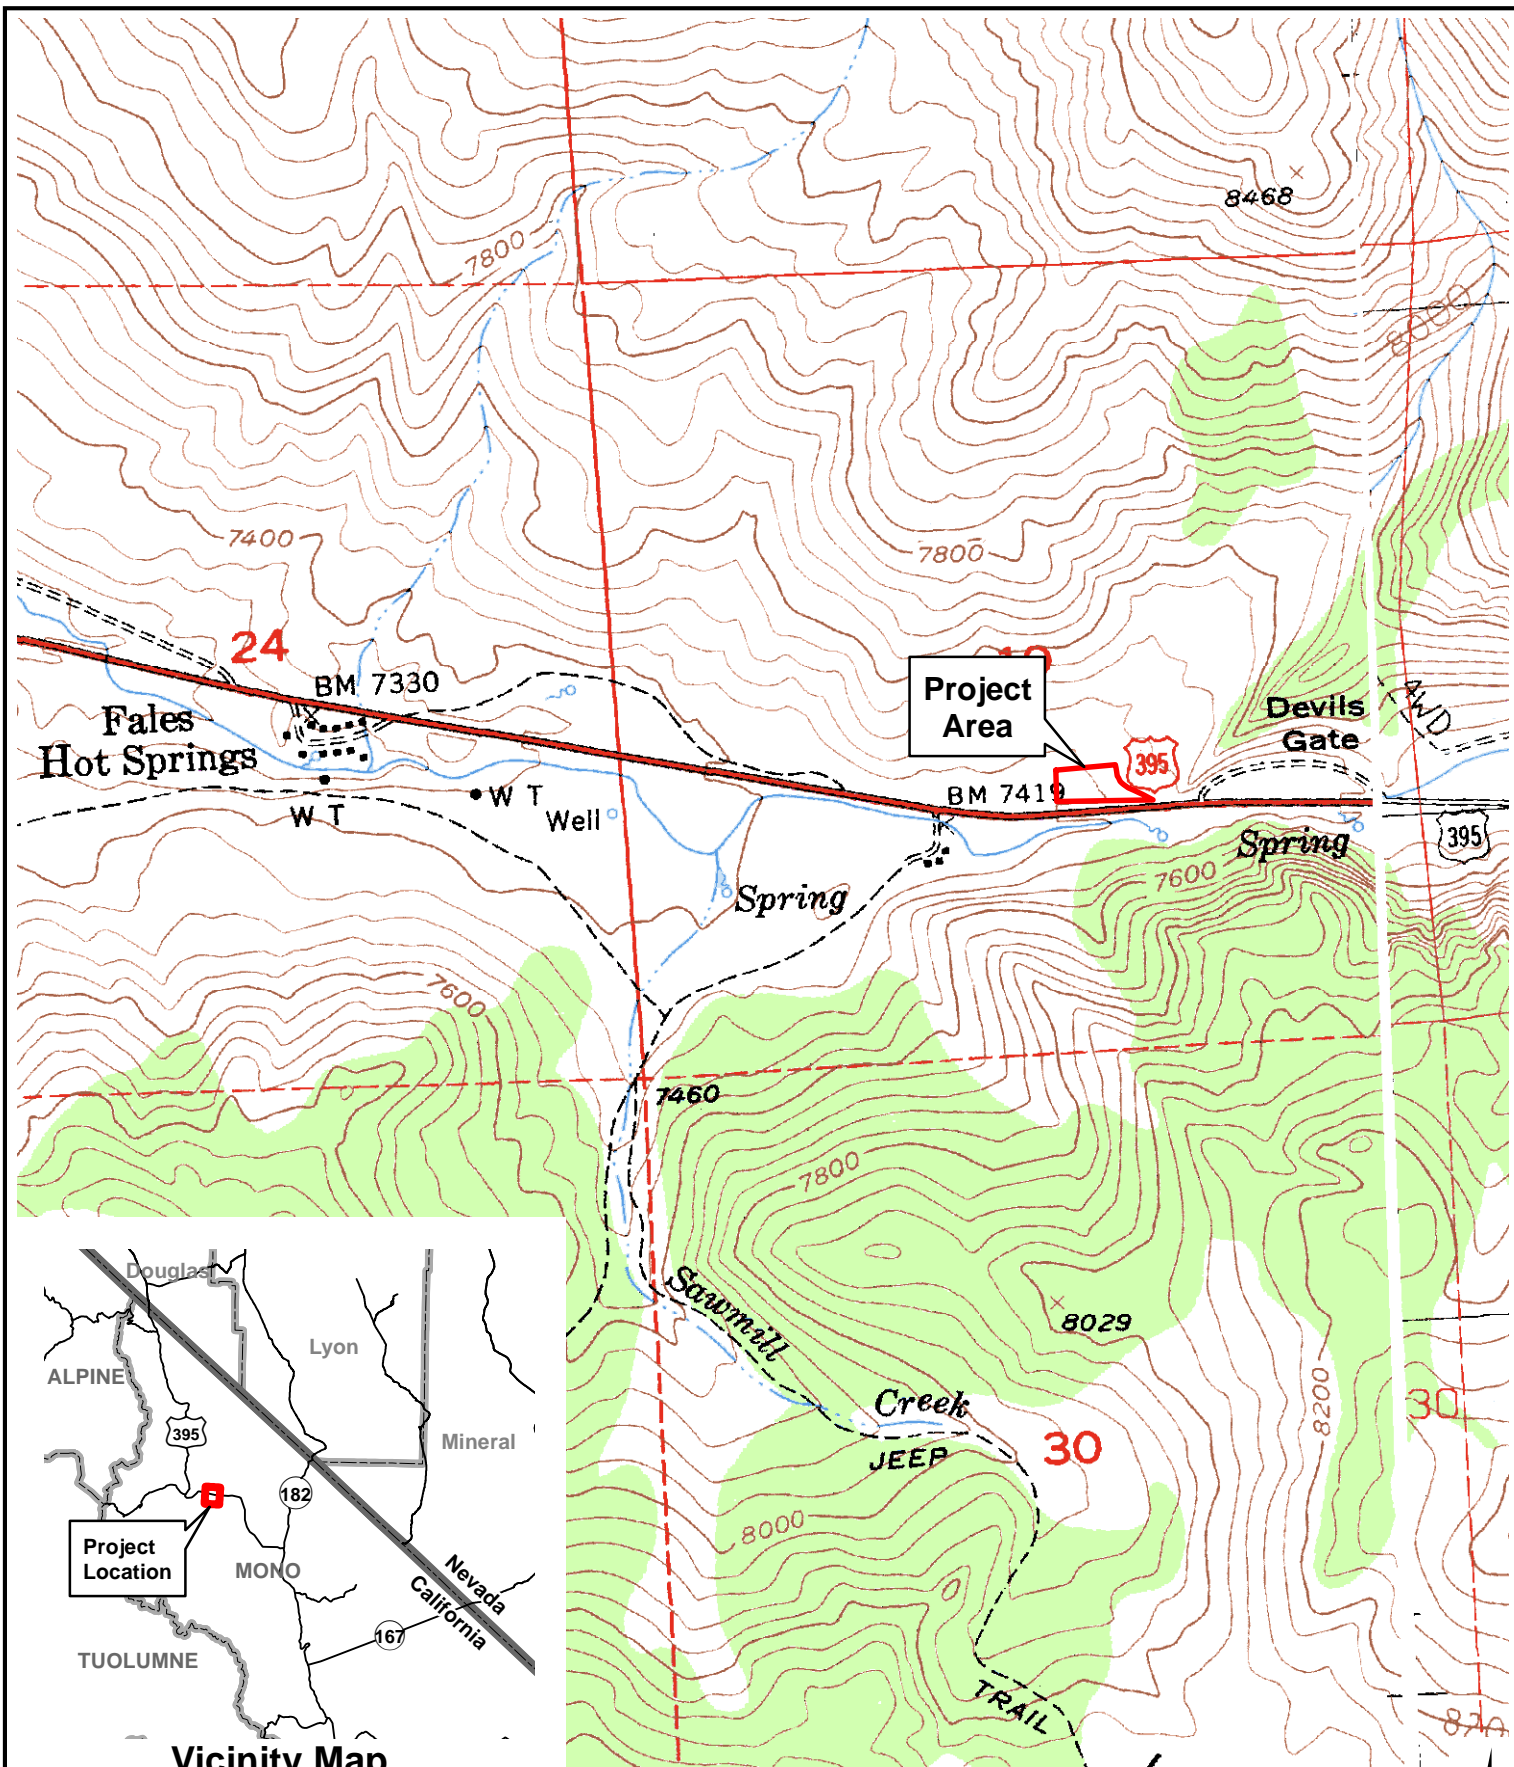 8468
7800
8000
7400
7800
24
BM 7330
Project
Area
Devils
Gate
4WD
Fales
Hot Springs
395
BM 7419
W T
W T
Well
395
Spring
7600
Spring
7600
7460
7800
Sawmill
8029
Creek
JEEP
30
8200
30
8000
TRAIL
Douglas
Lyon
ALPINE
395
Mineral
182
Project
Location
MONO
Nevada
California
167
TUOLUMNE
Vicinity Map